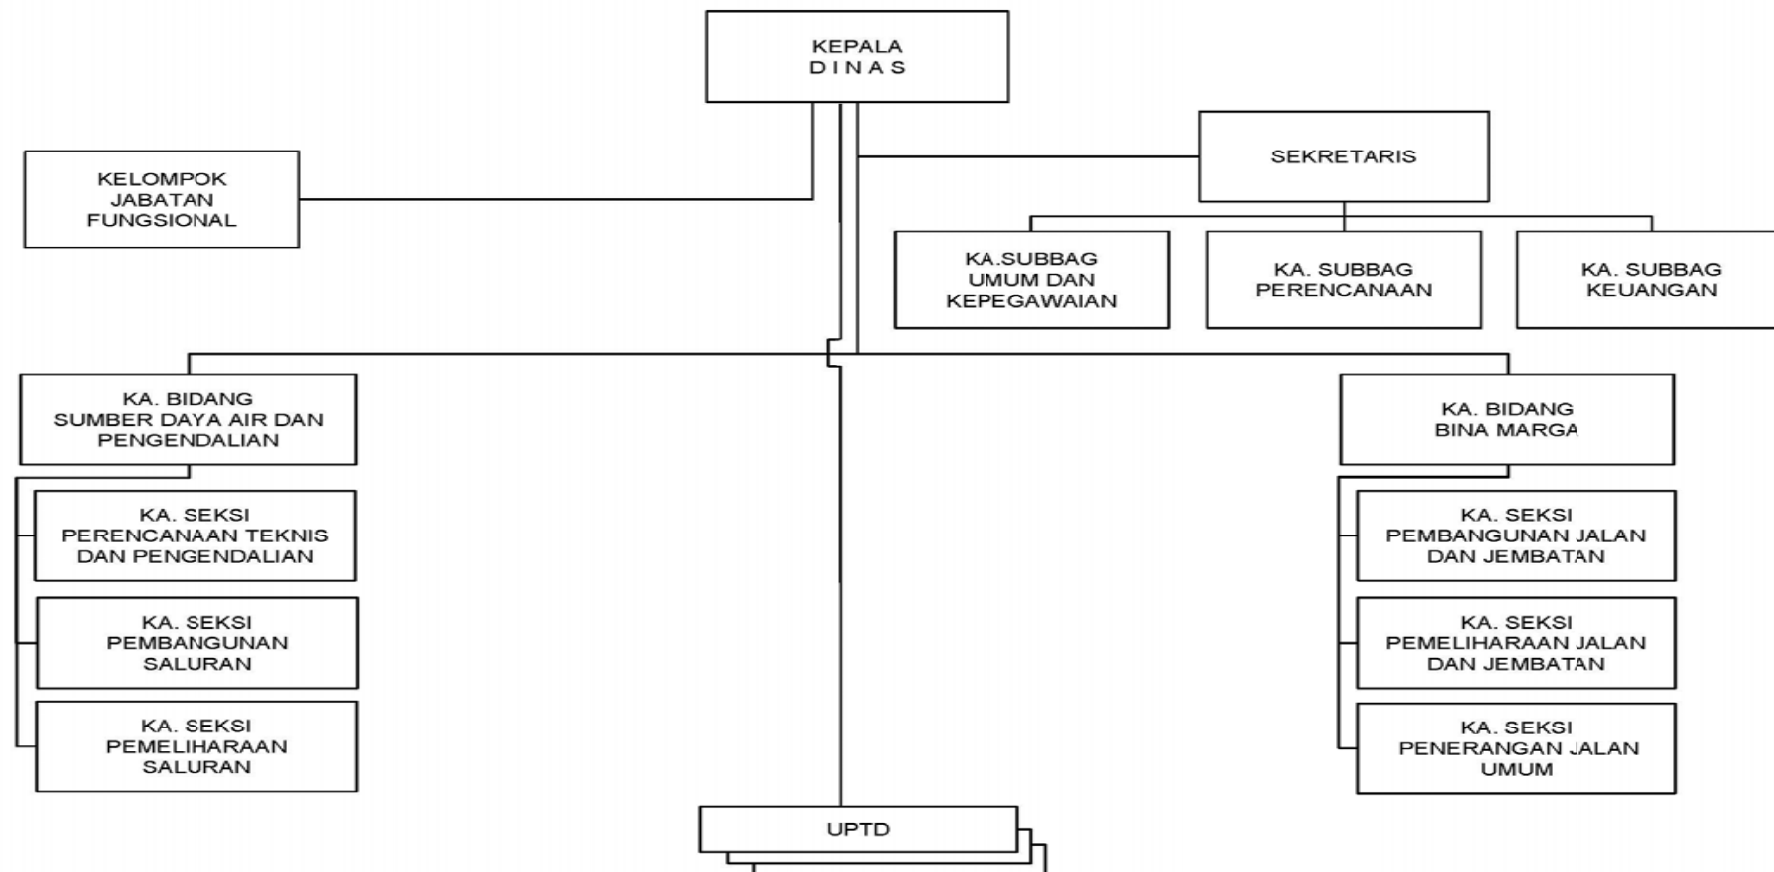 KEPALA
D I N A S
SEKRETARIS
KELOMPOK
JABATAN
FUNGSIONAL
KA.SUBBAG
UMUM DAN
KEPEGAWAIAN
KA. SUBBAG
PERENCANAAN
KA. SUBBAG
KEUANGAN
KA. BIDANG
SUMBER DAYA AIR DAN
PENGENDALIAN
KA. BIDANG
BINA MARGA
KA. SEKSI
PERENCANAAN TEKNIS
DAN PENGENDALIAN
KA. SEKSI
PEMBANGUNAN
SALURAN
KA. SEKSI
PEMELIHARAAN
SALURAN
KA. SEKSI
PEMBANGUNAN JALAN
DAN JEMBATAN
KA. SEKSI
PEMELIHARAAN JALAN
DAN JEMBATAN
KA. SEKSI
PENERANGAN JALAN
UMUM
UPTD